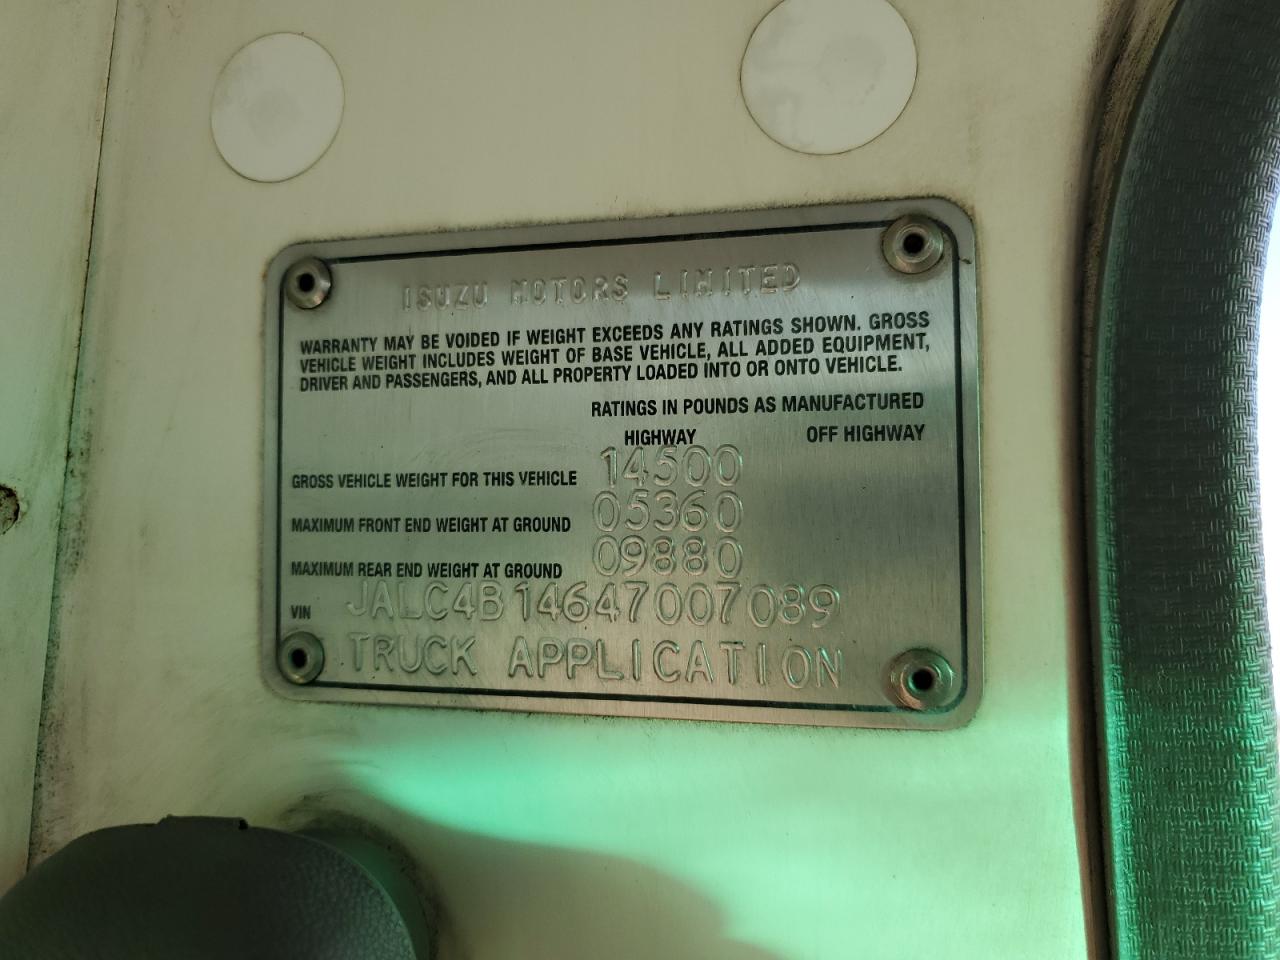 ISUZU MOTORS LIMITED
WARRANTY MAY BE VOIDED IF WEIGHT EXCEEDS ANY RATINGS SHOWN. GROSS
VEHICLE WEIGHT INCLUDES WEIGHT OF BASE VEHICLE, ALL ADDED EQUIPMENT,
DRIVER AND PASSENGERS, AND ALL PROPERTY LOADED INTO OR ONTO VEHICLE.
RATINGS IN POUNDS AS MANUFACTURED
HIGHWAY OFF HIGHWAY
GROSS VEHICLE WEIGHT FOR THIS VEHICLE 14500
MAXIMUM FRONT END WEIGHT AT GROUND 05360
MAXIMUM REAR END WEIGHT AT GROUND 09880
VIN JALC4B14647007089
TRUCK APPLICATION